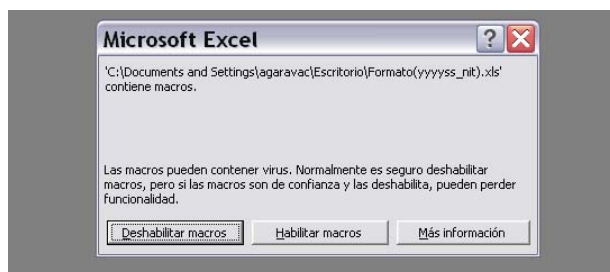 Microsoft Excel
'C:\Documents and Settings\agaravac\Escritorio\Formato(yyyyss_nit).xls'
contiene macros.
Las macros pueden contener virus. Normalmente es seguro deshabilitar
macros, pero si las macros son de confianza y las deshabilita, pueden perder
funcionalidad.
Deshabilitar macros Habilitar macros Más información